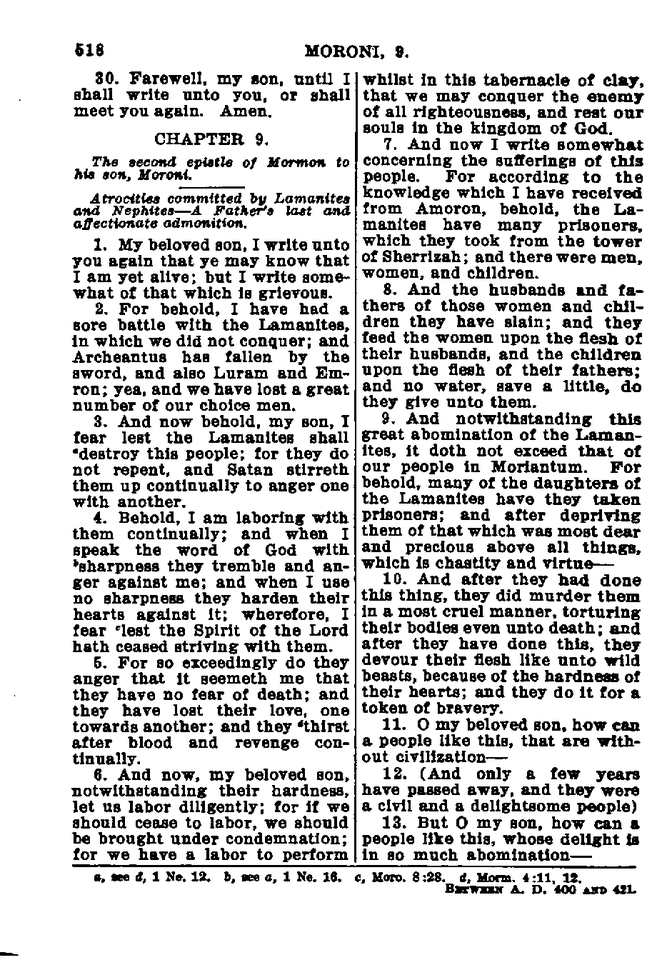 518
MORONI, 9.
30. Farewell, my son, until I
shall write unto you, or shall
meet you again. Amen.
CHAPTER 9.
The second epistle of Mormon to
his son, Moroni.
Atrocities committed by Lamanites
and Nephites—A Father's last and
affectionate admonition.
1. My beloved son, I write unto
you again that ye may know that
I am yet alive; but I write some-
what of that which is grievous.
2. For behold, I have had a
sore battle with the Lamanites,
in which we did not conquer; and
Archeantus has fallen by the
sword, and also Luram and Em-
ron; yea, and we have lost a great
number of our choice men.
3. And now behold, my son, I
fear lest the Lamanites shall
ᵃdestroy this people; for they do
not repent, and Satan stirreth
them up continually to anger one
with another.
4. Behold, I am laboring with
them continually; and when I
speak the word of God with
ᵇsharpness they tremble and an-
ger against me; and when I use
no sharpness they harden their
hearts against it; wherefore, I
fear ᶜlest the Spirit of the Lord
hath ceased striving with them.
5. For so exceedingly do they
anger that it seemeth me that
they have no fear of death; and
they have lost their love, one
towards another; and they ᵈthirst
after blood and revenge con-
tinually.
6. And now, my beloved son,
notwithstanding their hardness,
let us labor diligently; for if we
should cease to labor, we should
be brought under condemnation;
for we have a labor to perform
whilst in this tabernacle of clay,
that we may conquer the enemy
of all righteousness, and rest our
souls in the kingdom of God.
7. And now I write somewhat
concerning the sufferings of this
people. For according to the
knowledge which I have received
from Amoron, behold, the La-
manites have many prisoners,
which they took from the tower
of Sherrizah; and there were men,
women, and children.
8. And the husbands and fa-
thers of those women and chil-
dren they have slain; and they
feed the women upon the flesh of
their husbands, and the children
upon the flesh of their fathers;
and no water, save a little, do
they give unto them.
9. And notwithstanding this
great abomination of the Laman-
ites, it doth not exceed that of
our people in Moriantum. For
behold, many of the daughters of
the Lamanites have they taken
prisoners; and after depriving
them of that which was most dear
and precious above all things,
which is chastity and virtue—
10. And after they had done
this thing, they did murder them
in a most cruel manner, torturing
their bodies even unto death; and
after they have done this, they
devour their flesh like unto wild
beasts, because of the hardness of
their hearts; and they do it for a
token of bravery.
11. O my beloved son, how can
a people like this, that are with-
out civilization—
12. (And only a few years
have passed away, and they were
a civil and a delightsome people)
13. But O my son, how can a
people like this, whose delight is
in so much abomination—
a, see d, 1 Ne. 12. b, see a, 1 Ne. 16. c, Moro. 8:28. d, Morm. 4:11, 12.
BETWEEN A. D. 400 AND 421.